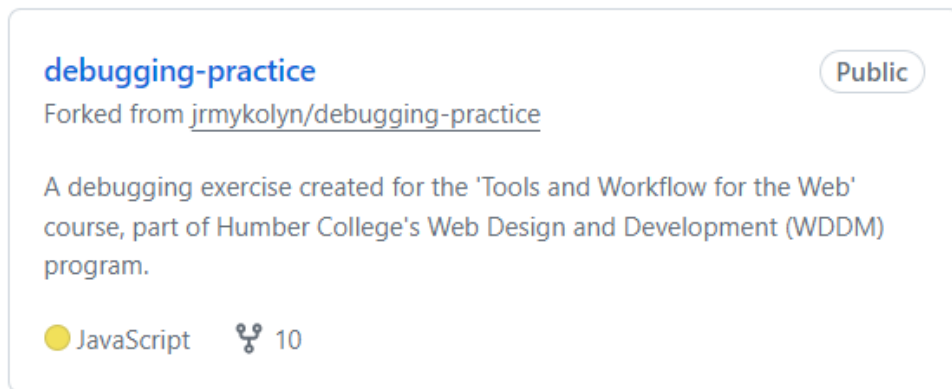 debugging-practice
Public
Forked from jrmykolyn/debugging-practice
A debugging exercise created for the 'Tools and Workflow for the Web'
course, part of Humber College's Web Design and Development (WDDM)
program.
JavaScript 10